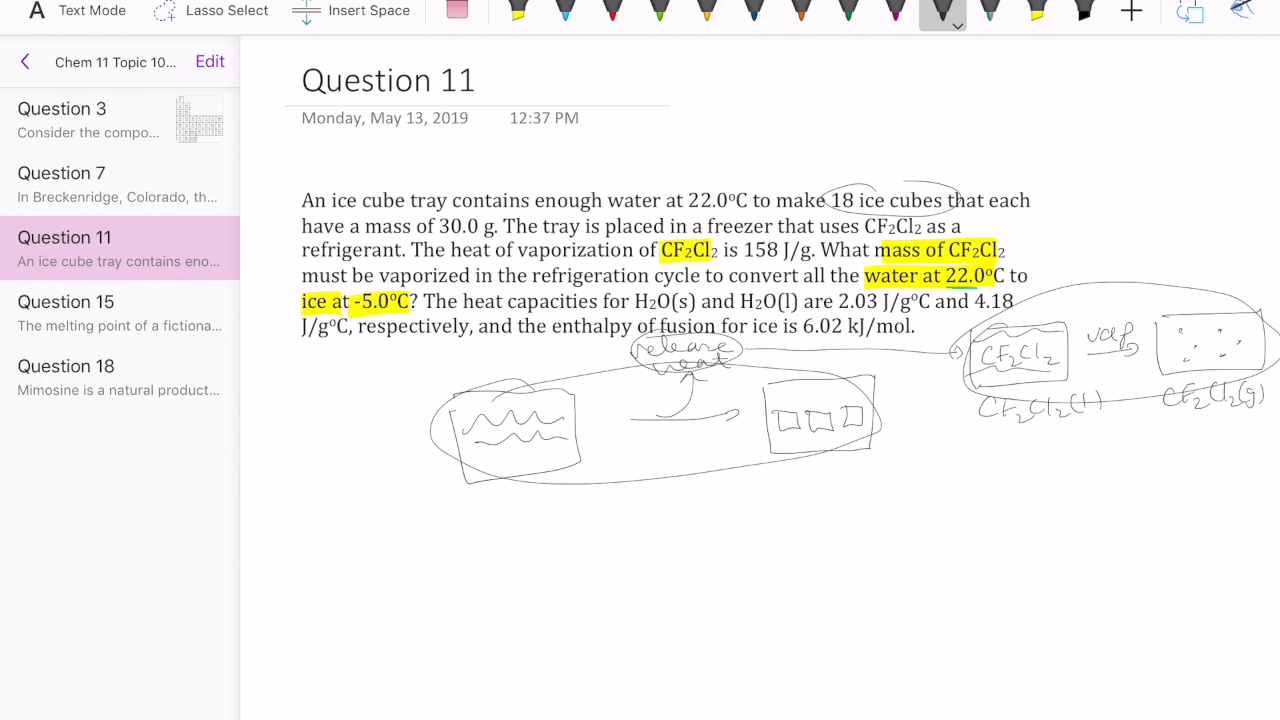 A Text Mode Lasso Select Insert Space
Chem 11 Topic 10... Edit
Question 3
Consider the compo...
Question 7
In Breckenridge, Colorado, th...
Question 11
An ice cube tray contains eno...
Question 15
The melting point of a fictiona...
Question 18
Mimosine is a natural product...
Question 11
Monday, May 13, 2019 12:37 PM
An ice cube tray contains enough water at 22.0°C to make 18 ice cubes that each
have a mass of 30.0 g. The tray is placed in a freezer that uses CF₂Cl₂ as a
refrigerant. The heat of vaporization of CF₂Cl₂ is 158 J/g. What mass of CF₂Cl₂
must be vaporized in the refrigeration cycle to convert all the water at 22.0°C to
ice at -5.0°C? The heat capacities for H₂O(s) and H₂O(l) are 2.03 J/g°C and 4.18
J/g°C, respectively, and the enthalpy of fusion for ice is 6.02 kJ/mol.
release
heat
CF₂Cl₂ vap
CF₂Cl₂(l) CF₂Cl₂(g)